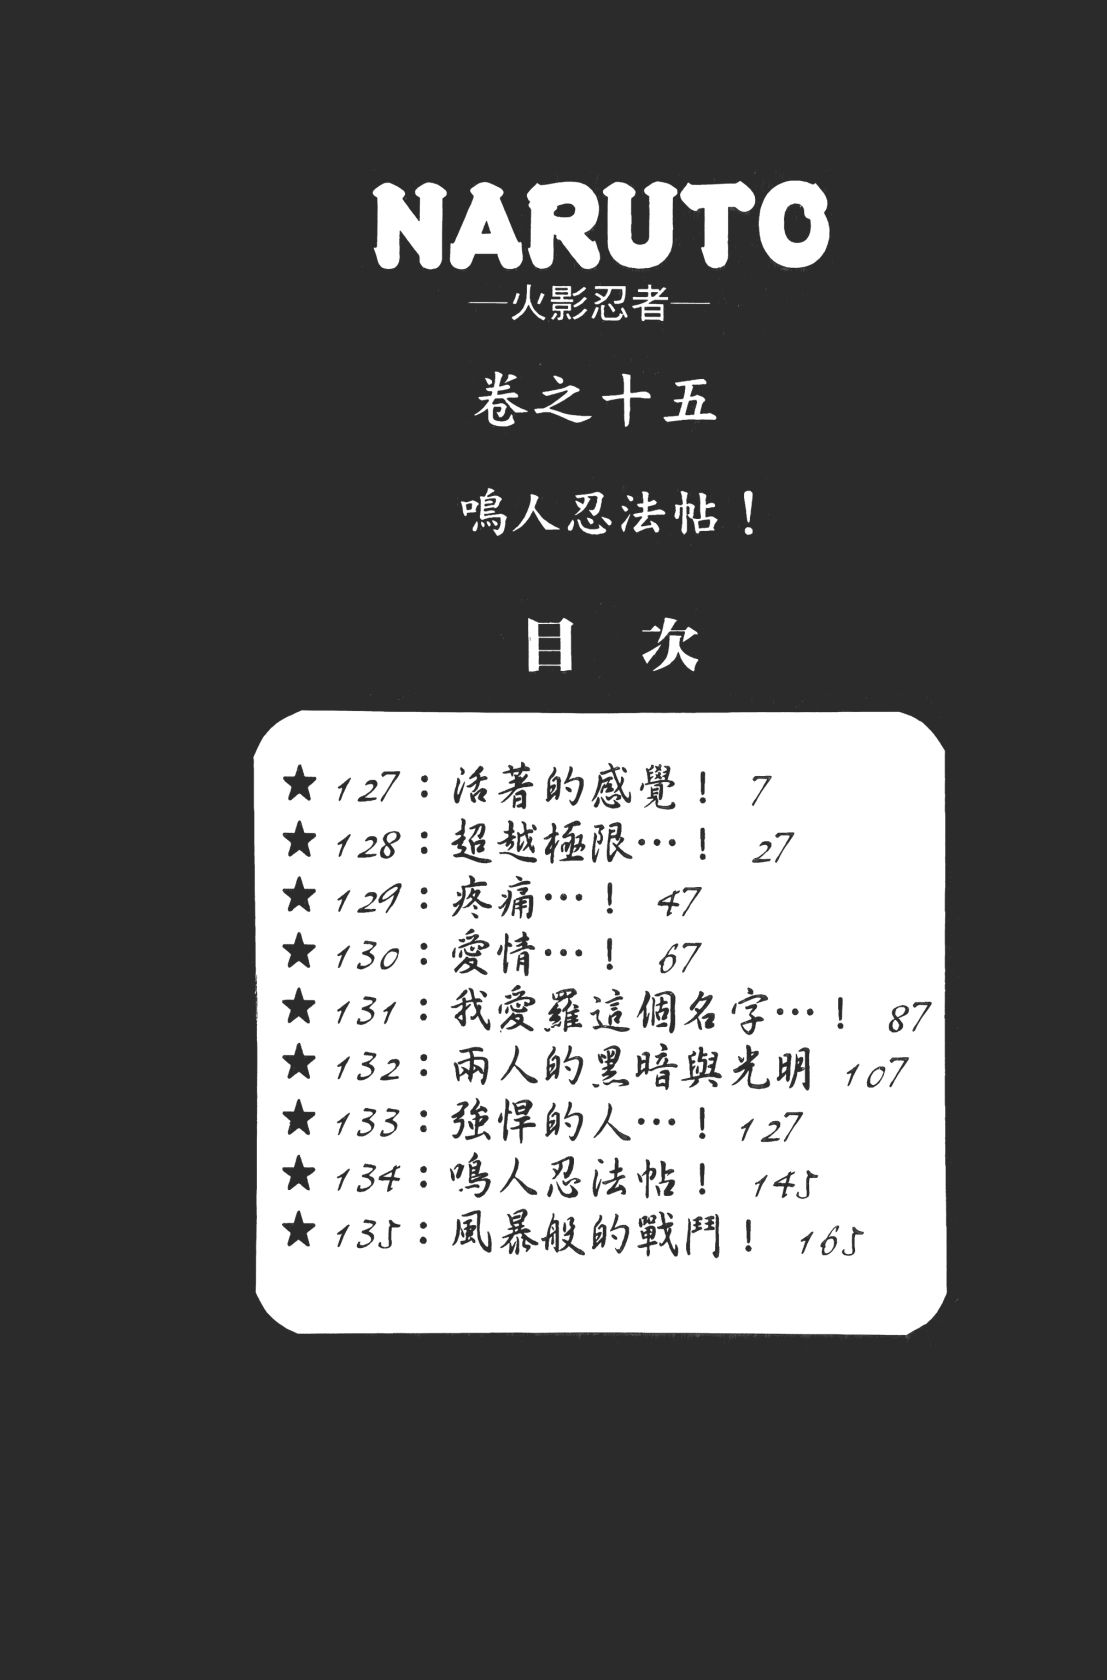 NARUTO
—火影忍者—
卷之十五
鳴人忍法帖！
目 次
★ 127：活著的感覺！ 7
★ 128：超越極限…！ 27
★ 129：疼痛…！ 47
★ 130：愛情…！ 67
★ 131：我愛羅這個名字…！ 87
★ 132：兩人的黑暗與光明 107
★ 133：強悍的人…！ 127
★ 134：鳴人忍法帖！ 145
★ 135：風暴般的戰鬥！ 165